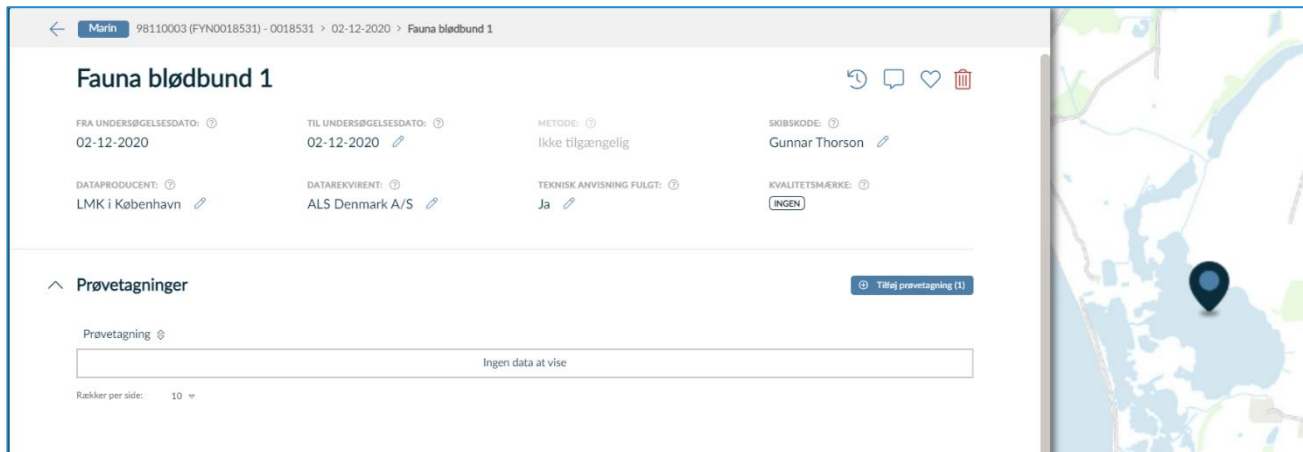 Marin 98110003 (FYN0018531) - 0018531 > 02-12-2020 > Fauna blødbund 1
Fauna blødbund 1
FRA UNDERSØGELSESDATO: TIL UNDERSØGELSESDATO: METODE: SKIBSKODE:
02-12-2020 02-12-2020 Ikke tilgængelig Gunnar Thorson
DATAPRODUCENT: DATAREKVIRENT: TEKNISK ANVISNING FULGT: KVALITETSMÆRKE:
LMK i København ALS Denmark A/S Ja INGEN
Prøvetagninger Tilføj prøvetagning (1)
Prøvetagning
Ingen data at vise
Rækker per side: 10